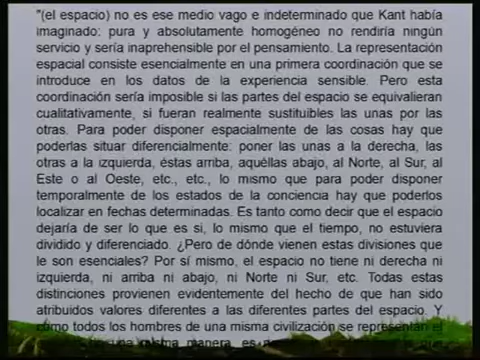 "(el espacio) no es ese medio vago e indeterminado que Kant había
imaginado: pura y absolutamente homogéneo no rendiría ningún
servicio y sería inaprehensible por el pensamiento. La representación
espacial consiste esencialmente en una primera coordinación que se
introduce en los datos de la experiencia sensible. Pero esta
coordinación sería imposible si las partes del espacio se equivalieran
cualitativamente, si fueran realmente sustituibles las unas por las
otras. Para poder disponer espacialmente de las cosas hay que
poderlas situar diferencialmente: poner las unas a la derecha, las
otras a la izquierda, éstas arriba, aquéllas abajo, al Norte, al Sur, al
Este o al Oeste, etc., etc., lo mismo que para poder disponer
temporalmente de los estados de la conciencia hay que poderlos
localizar en fechas determinadas. Es tanto como decir que el espacio
dejaría de ser lo que es si, lo mismo que el tiempo, no estuviera
dividido y diferenciado. ¿Pero de dónde vienen estas divisiones que
le son esenciales? Por sí mismo, el espacio no tiene ni derecha ni
izquierda, ni arriba ni abajo, ni Norte ni Sur, etc. Todas estas
distinciones provienen evidentemente del hecho de que han sido
atribuidos valores diferentes a las diferentes partes del espacio. Y
como todos los hombres de una misma civilización se representan el
misma manera, es